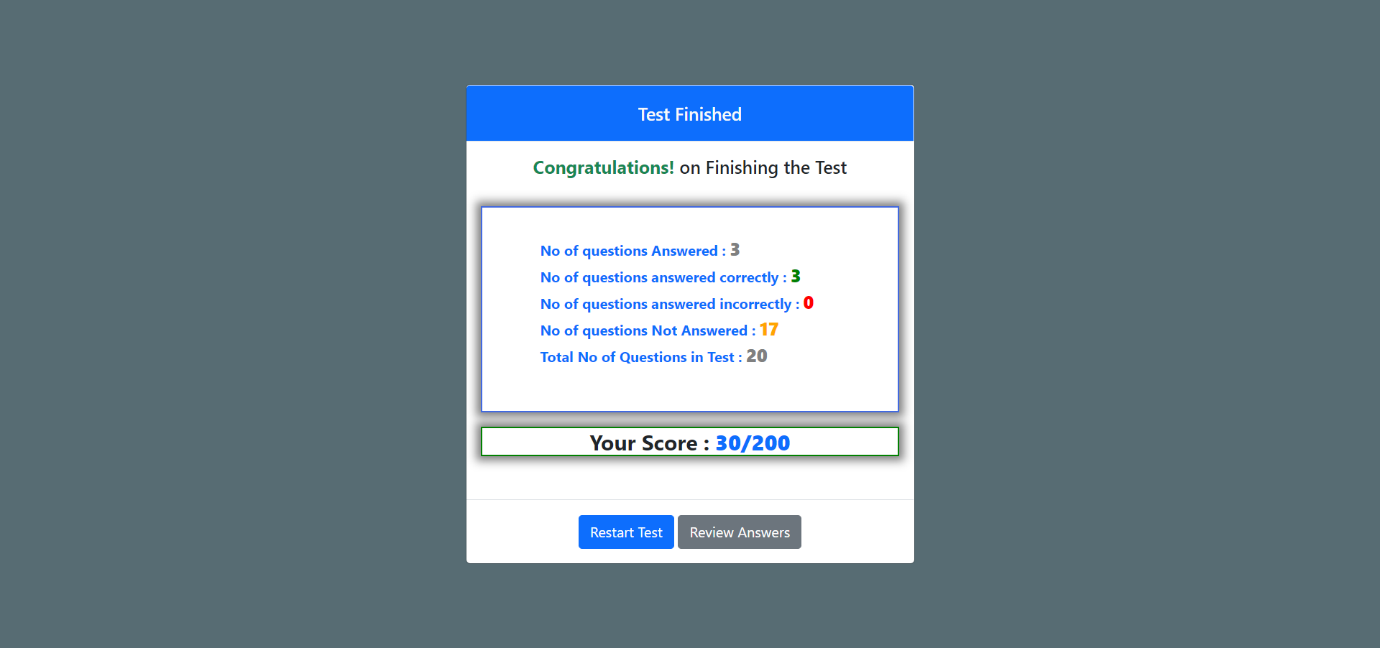 Test Finished
Congratulations! on Finishing the Test
No of questions Answered : 3
No of questions answered correctly : 3
No of questions answered incorrectly : 0
No of questions Not Answered : 17
Total No of Questions in Test : 20
Your Score : 30/200
Restart Test Review Answers